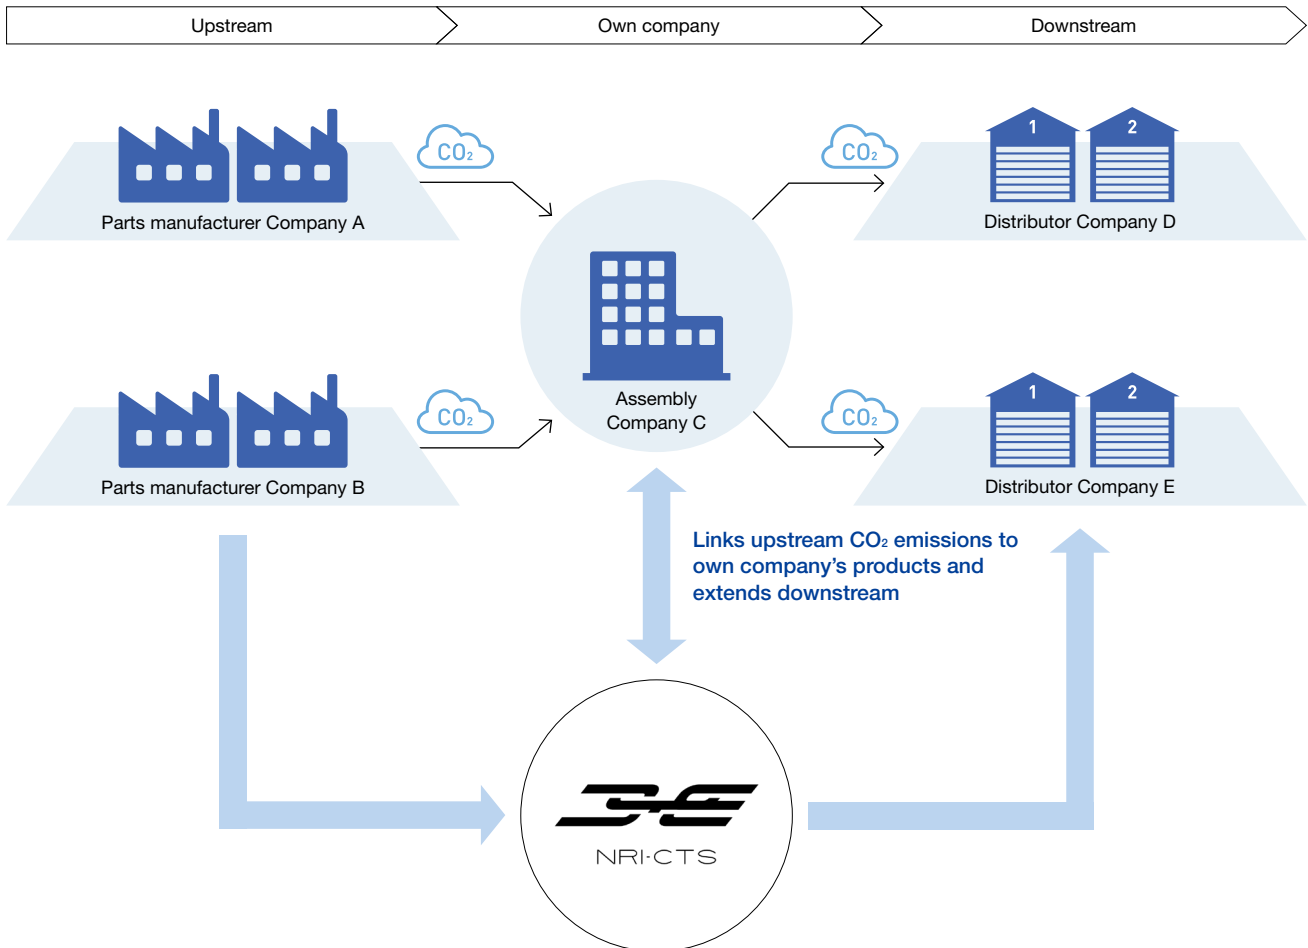 Upstream
Own company
Downstream
CO₂
CO₂
1
2
Parts manufacturer Company A
Distributor Company D
CO₂
CO₂
1
2
Assembly
Company C
Parts manufacturer Company B
Distributor Company E
Links upstream CO₂ emissions to
own company’s products and
extends downstream
NRI-CTS